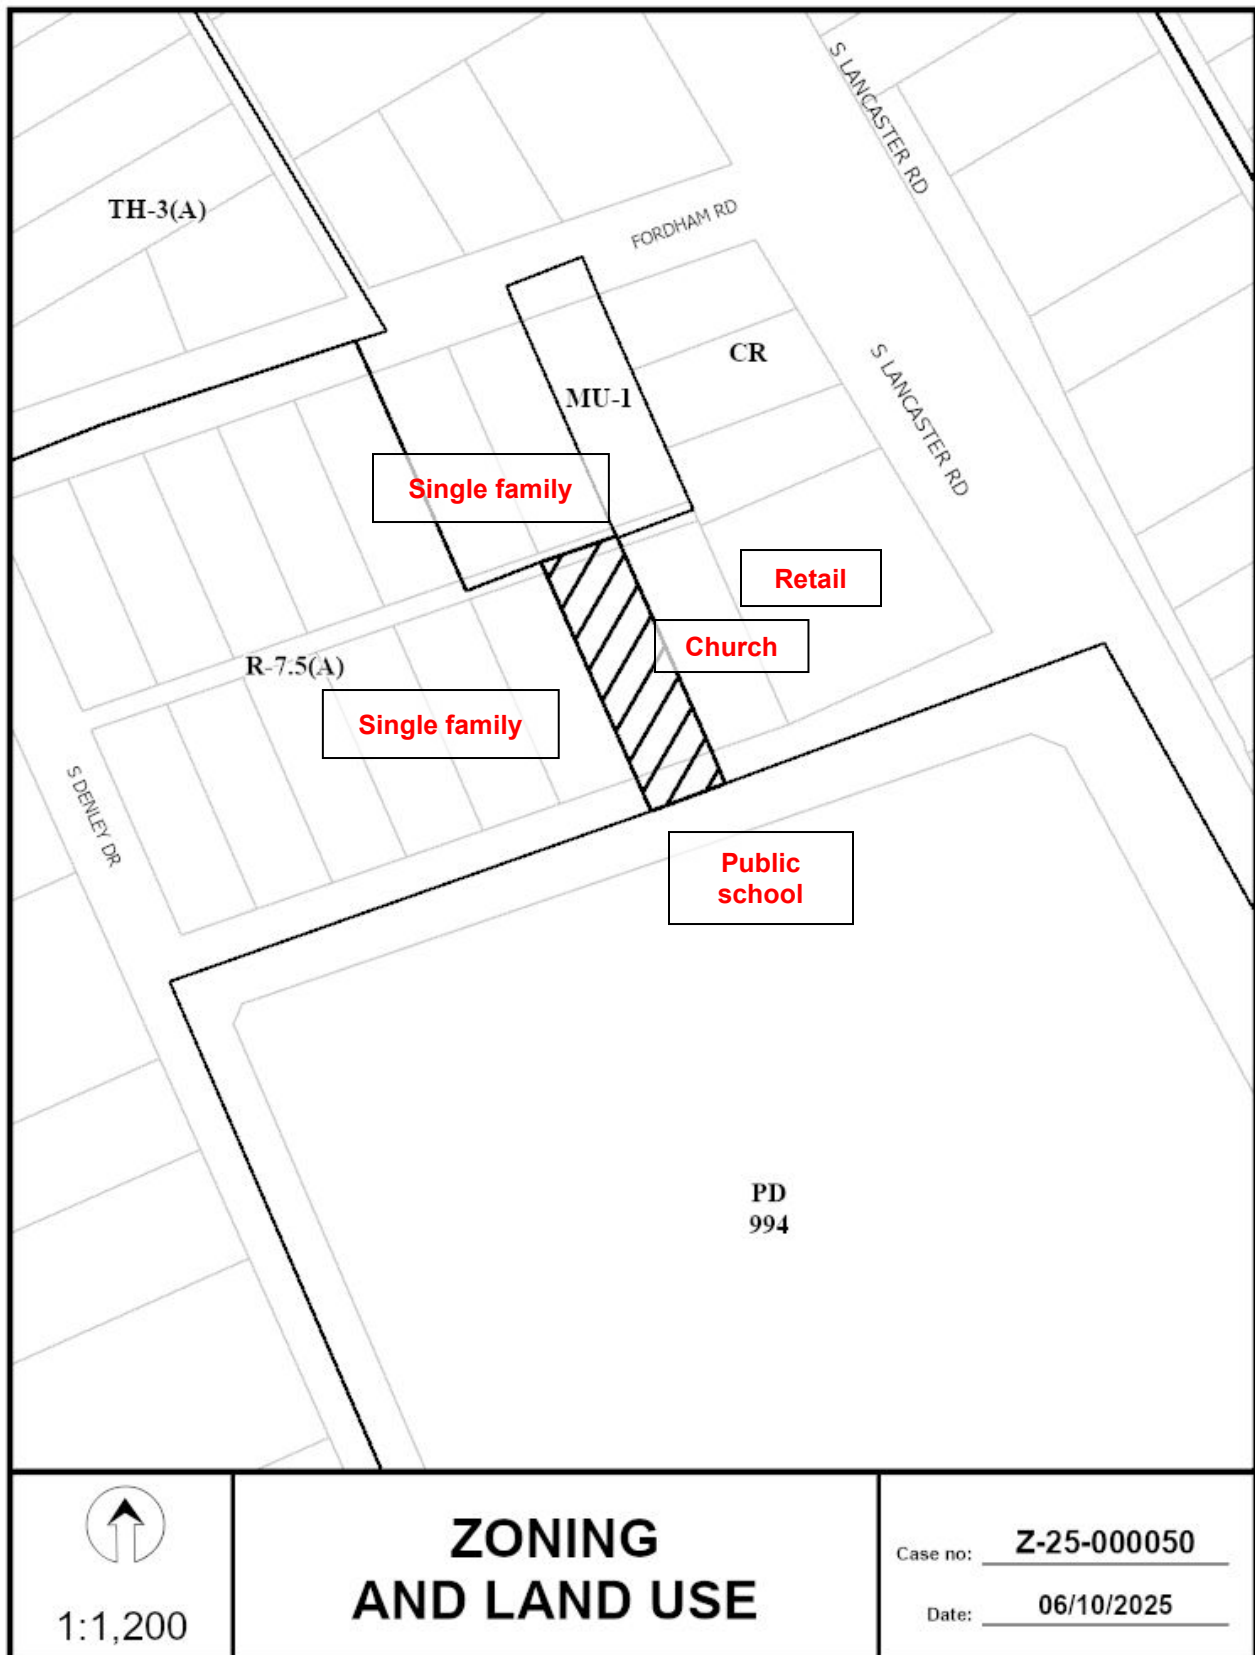 S LANCASTER RD
TH-3(A)
FORDHAM RD
CR
S LANCASTER RD
MU-1
Single family
Retail
Church
R-7.5(A)
Single family
S DENLEY DR
Public
school
PD
994
1:1,200
ZONING
AND LAND USE
Case no: Z-25-000050
Date: 06/10/2025